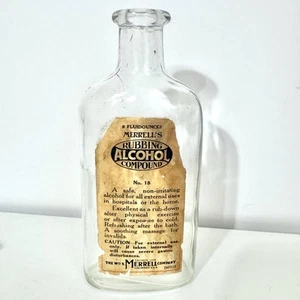 8 FLUIDOUNCES
MERRELL'S
RUBBING
ALCOHOL
COMPOUND
No. 18
A safe, non-irritating
alcohol for all external uses
in hospitals or the home.
Excellent as a rub-down
after physical exercise
or after exposure to cold.
Refreshing after the bath.
A soothing massage for
invalids.
CAUTION: For external use
only. If taken internally
will cause severe gastric
disturbances.
THE WM. S. MERRELL COMPANY